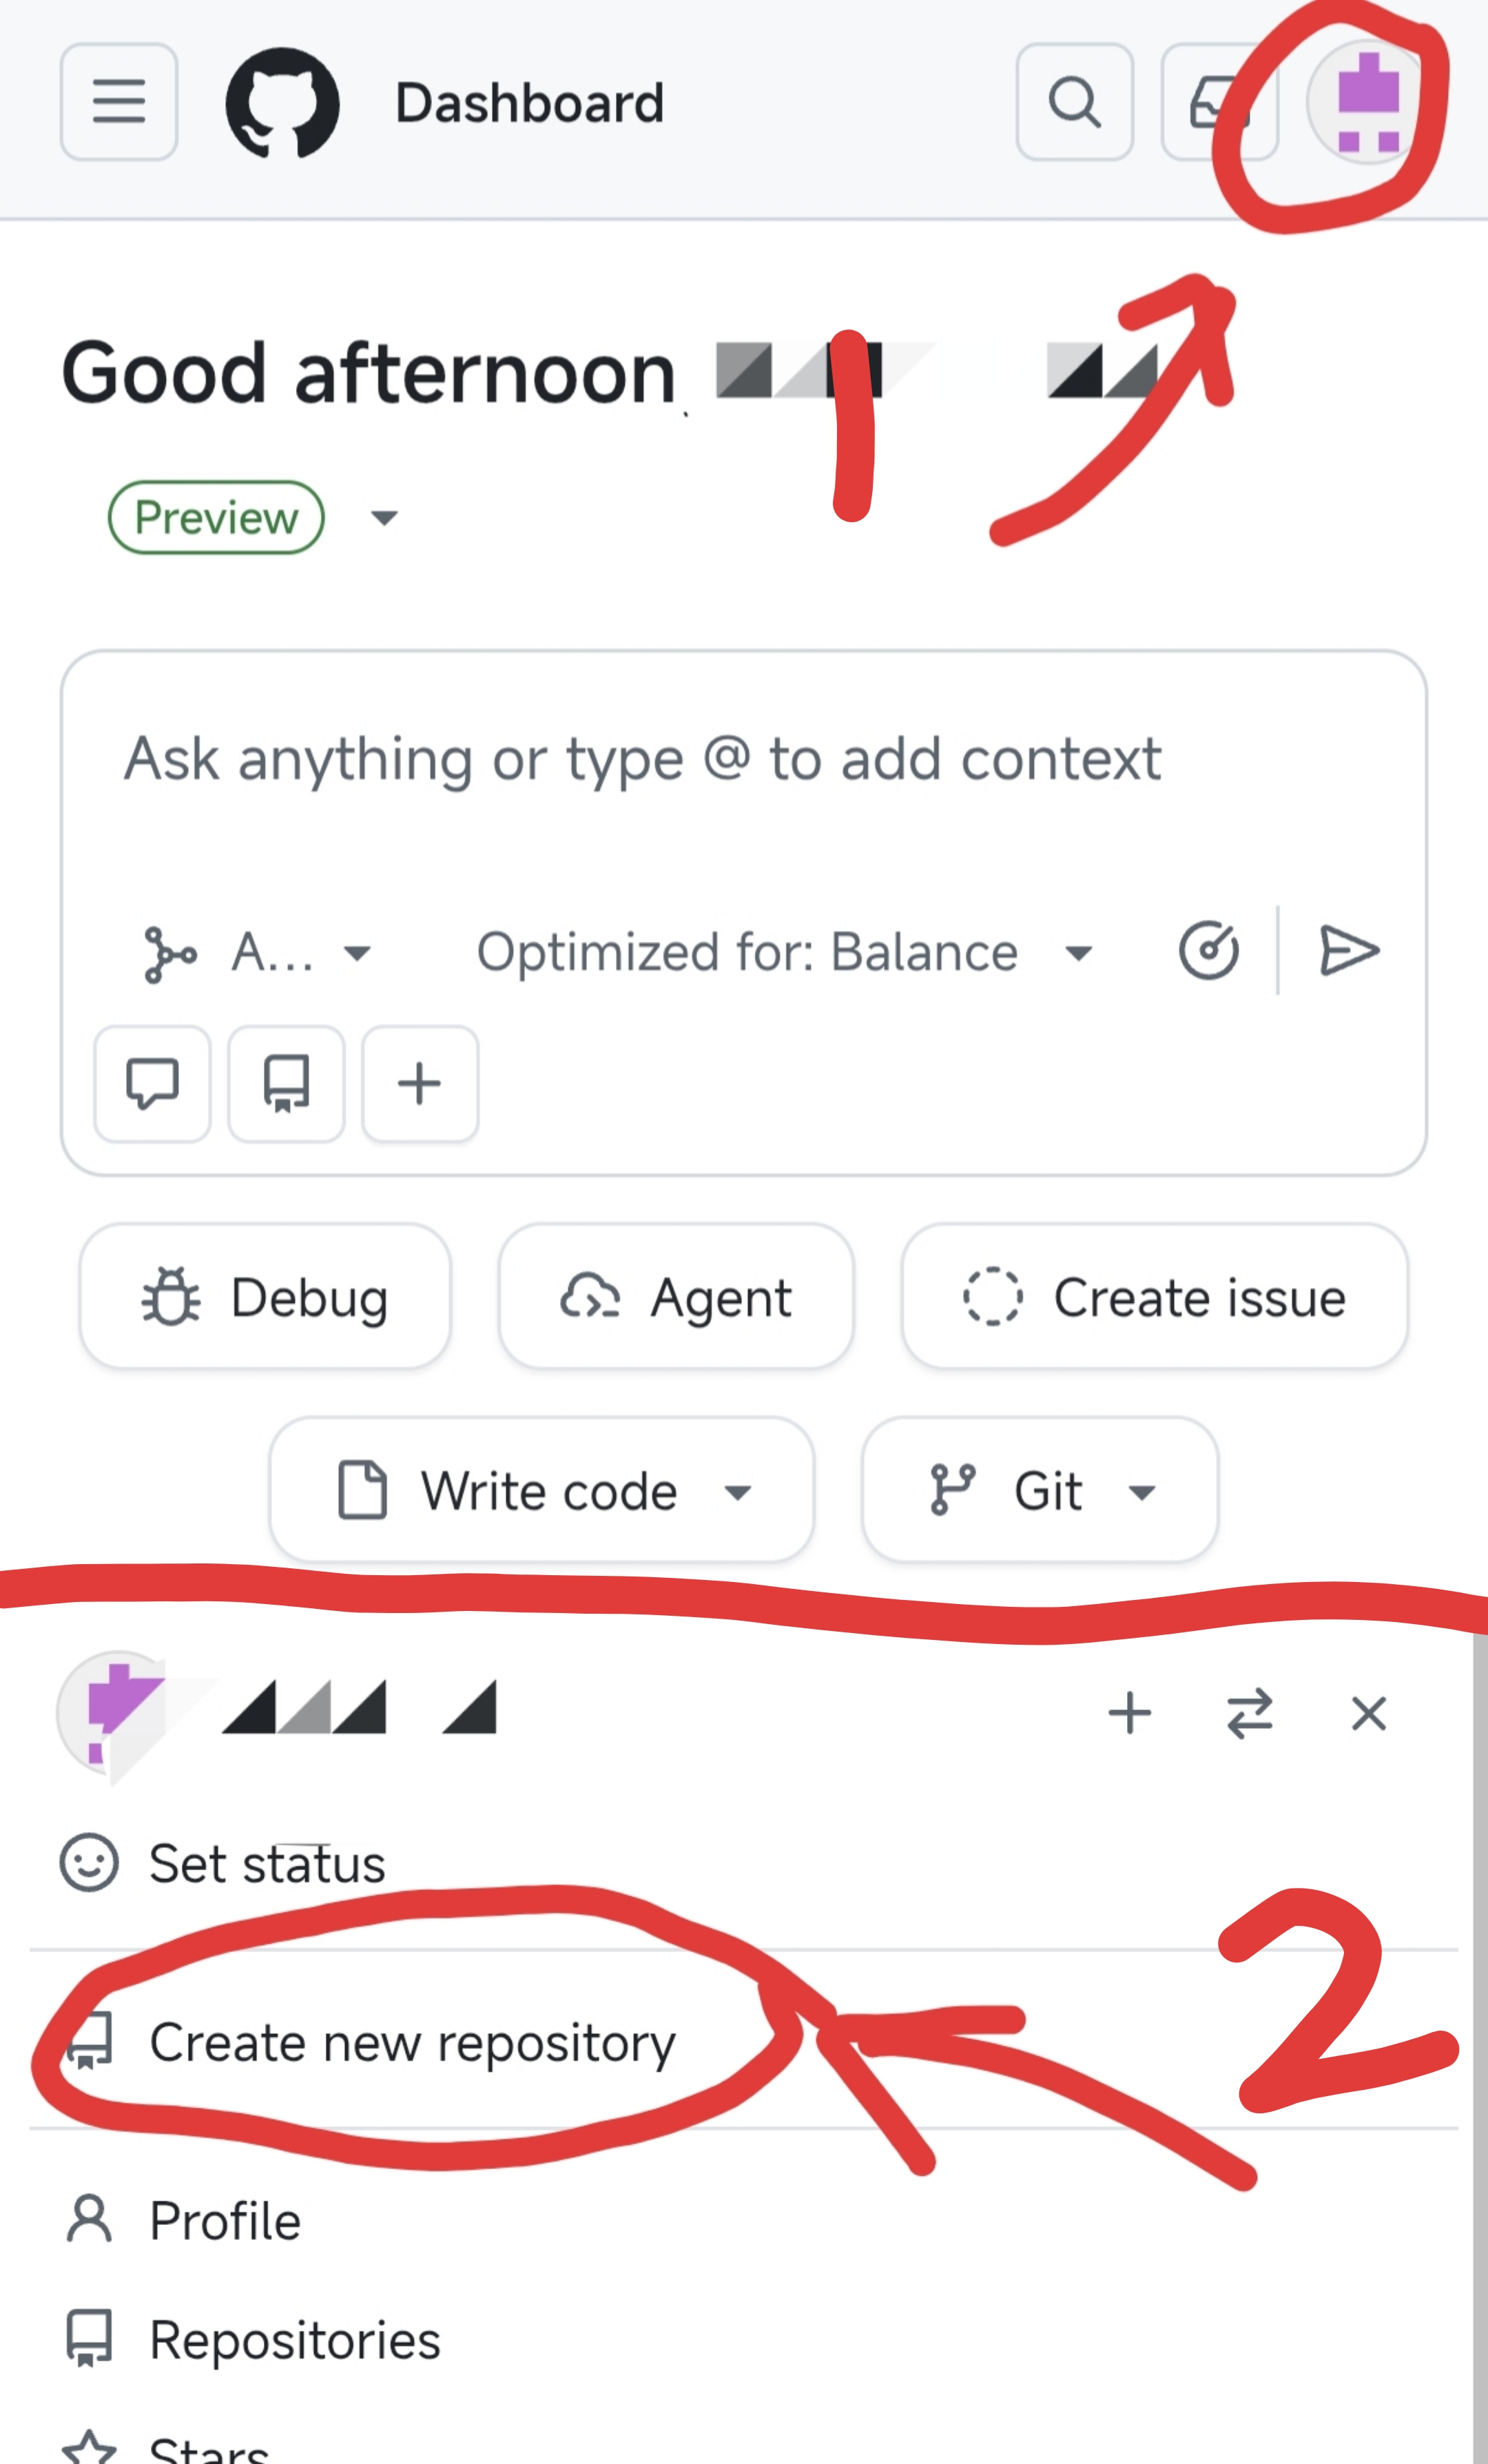 Dashboard
Good afternoon
1
Preview
Ask anything or type @ to add context
A... Optimized for: Balance
Debug Agent Create issue
Write code Git
Set status
2
Create new repository
Profile
Repositories
Stars